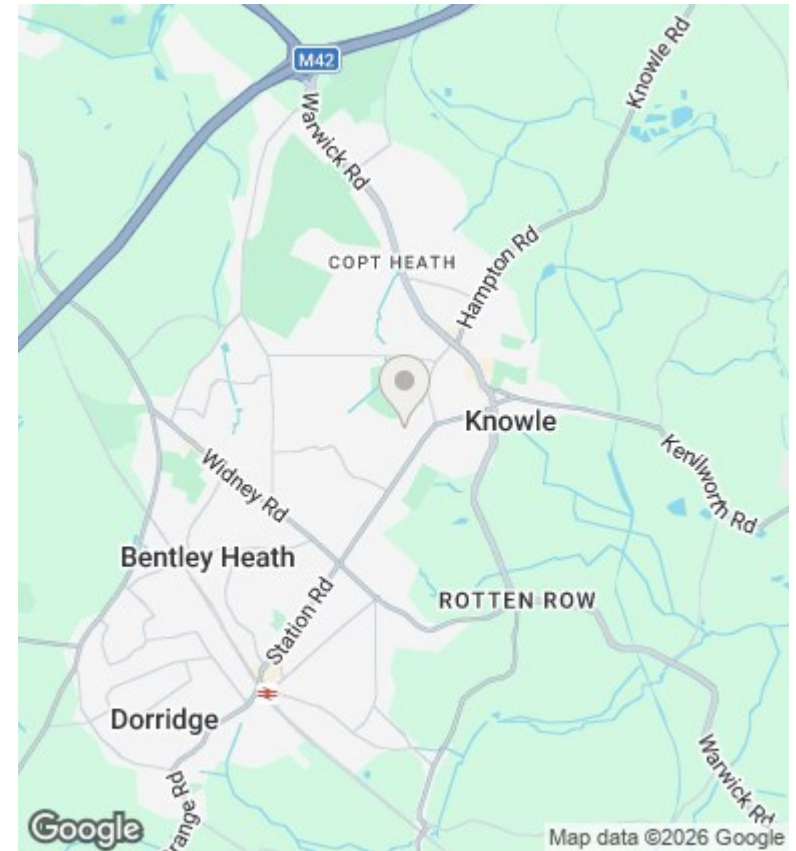 M42
Warwick Rd
Knowle Rd
COPT HEATH
Hampton Rd
Knowle
Kenilworth Rd
Widney Rd
Bentley Heath
ROTTEN ROW
Station Rd
Dorridge
Warwick Rd
Grange Rd
Google
Map data ©2026 Google